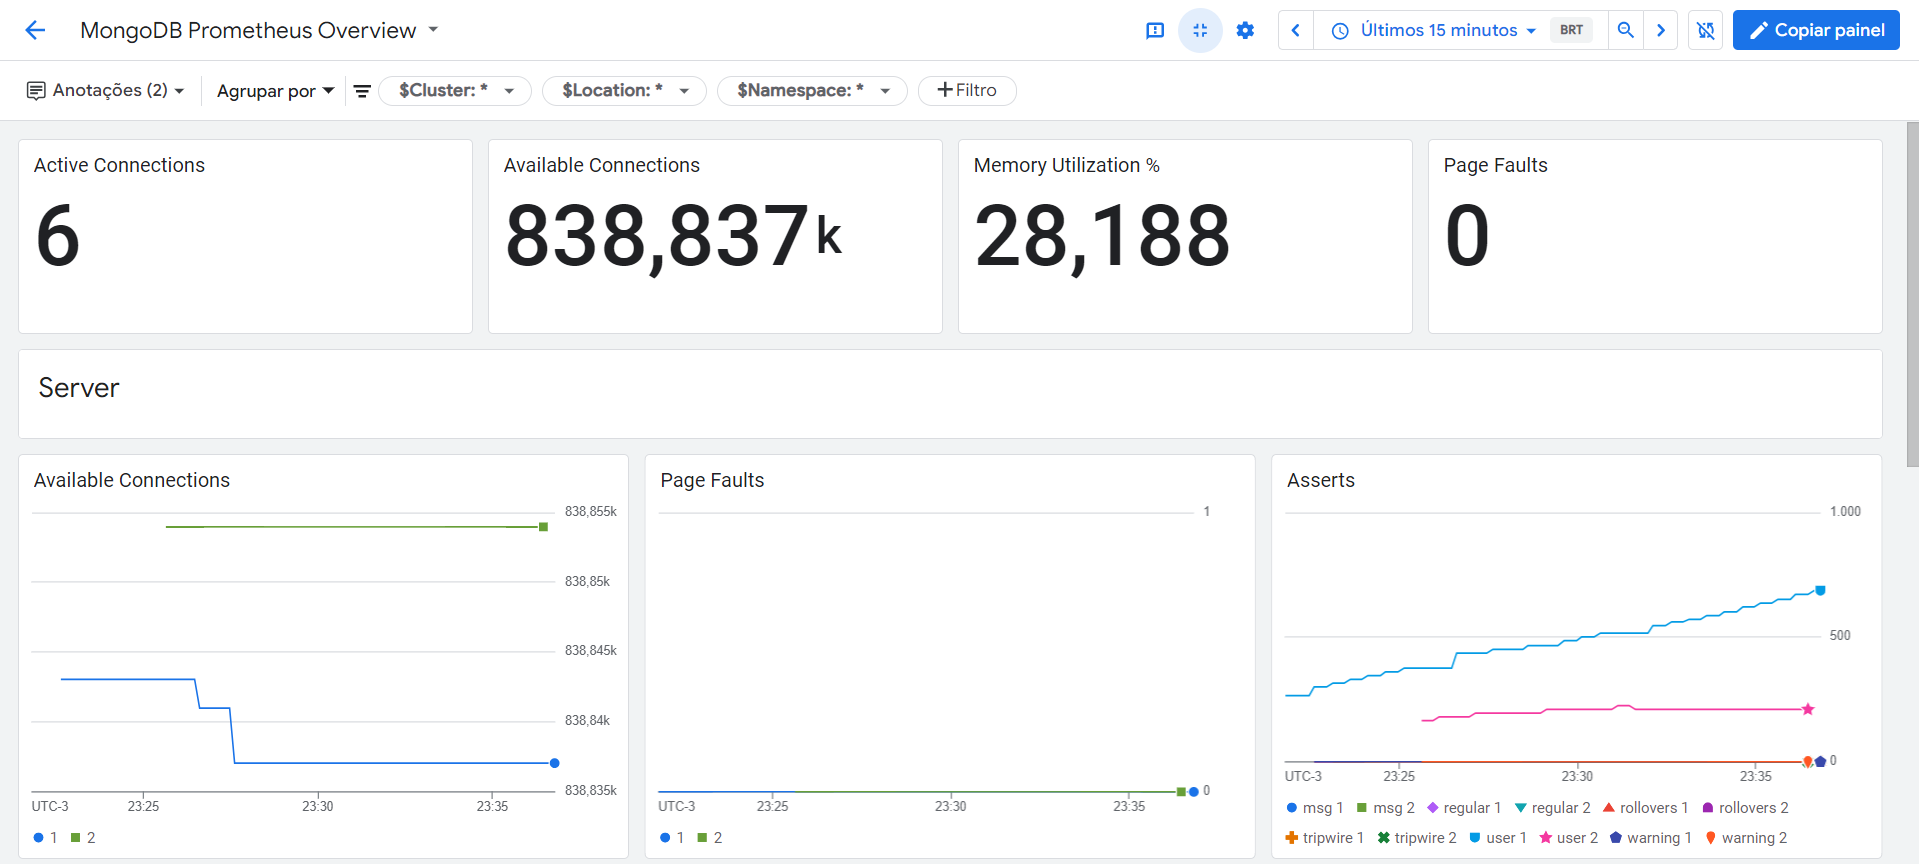 MongoDB Prometheus Overview
Últimos 15 minutos BRT
Copiar painel
Anotações (2)
Agrupar por
$Cluster: *
$Location: *
$Namespace: *
+ Filtro
Active Connections
6
Available Connections
838,837 k
Memory Utilization %
28,188
Page Faults
0
Server
Available Connections
838,855k
838,85k
838,845k
838,84k
838,835k
UTC-3 23:25 23:30 23:35
1 2
Page Faults
1
0
UTC-3 23:25 23:30 23:35
1 2
Asserts
1.000
500
0
UTC-3 23:25 23:30 23:35
msg 1 msg 2 regular 1 regular 2 rollovers 1 rollovers 2
tripwire 1 tripwire 2 user 1 user 2 warning 1 warning 2